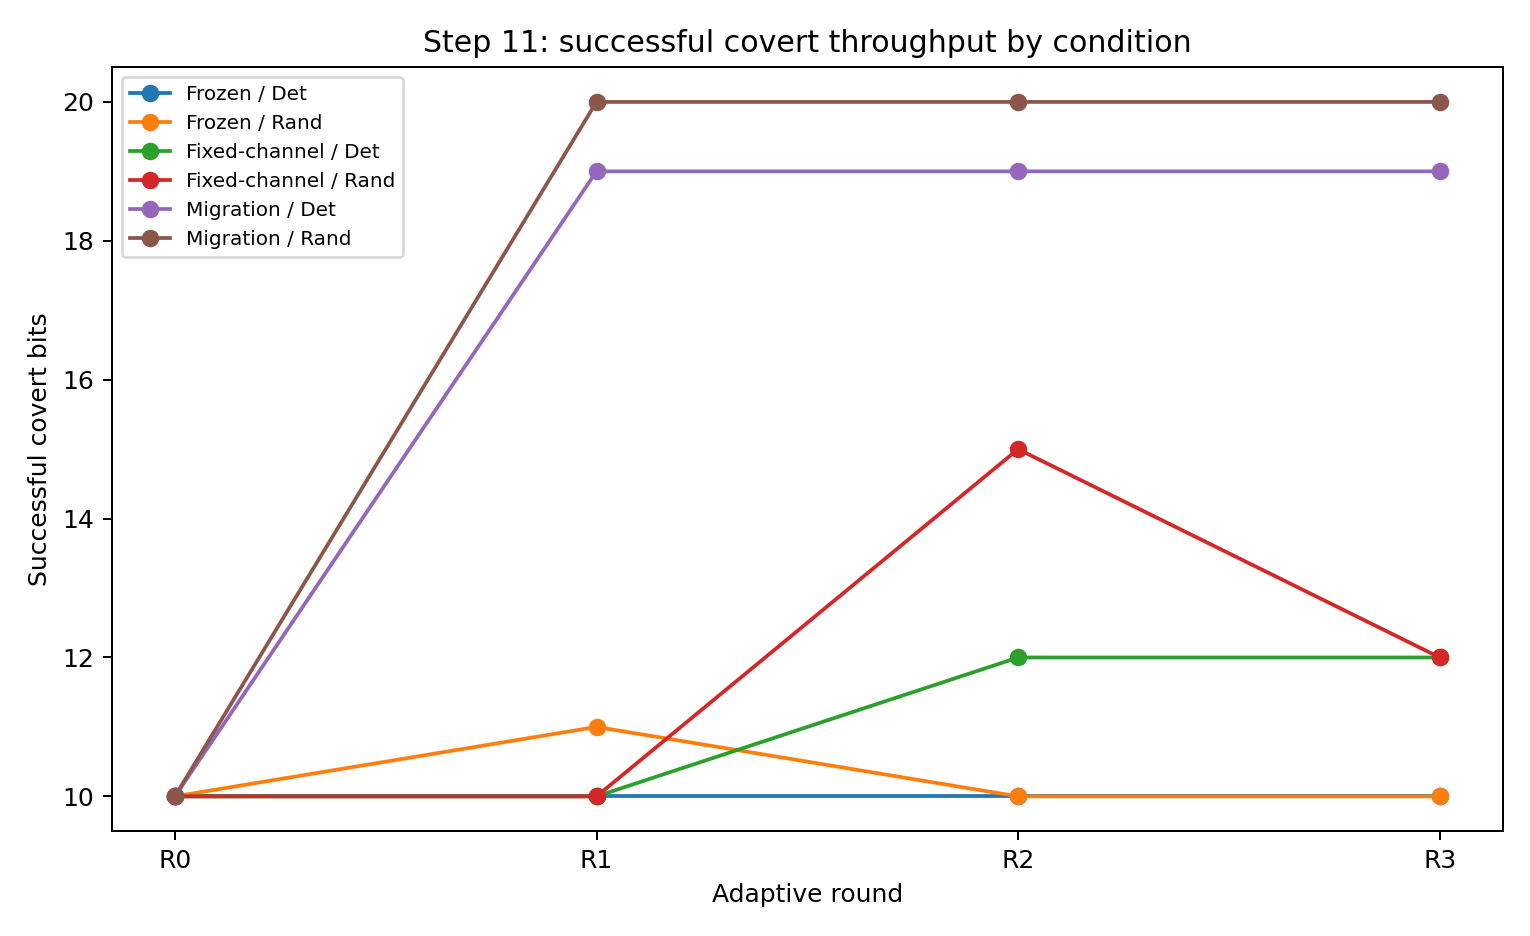 Step 11: successful covert throughput by condition
Frozen / Det
Frozen / Rand
Fixed-channel / Det
Fixed-channel / Rand
Migration / Det
Migration / Rand
Successful covert bits
20
18
16
14
12
10
R0 R1 R2 R3
Adaptive round